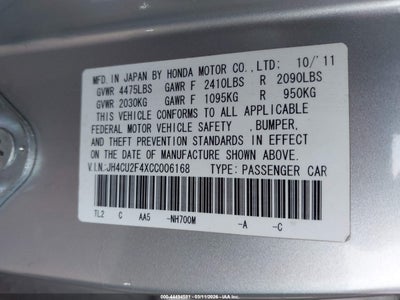 MFD. IN JAPAN BY HONDA MOTOR CO.,LTD: 10/'11
GVWR 4475LBS GAWR F 2410LBS R 2090LBS
GVWR 2030KG GAWR F 1095KG R 950KG
THIS VEHICLE CONFORMS TO ALL APPLICABLE
FEDERAL MOTOR VEHICLE SAFETY , BUMPER,
AND THEFT PREVENTION STANDARDS IN EFFECT
ON THE DATE OF MANUFACTURE SHOWN ABOVE.
V.I.N.:JH4CU2F4XCC006168 TYPE: PASSENGER CAR
TL2 C AA5 -NH700M -A -C